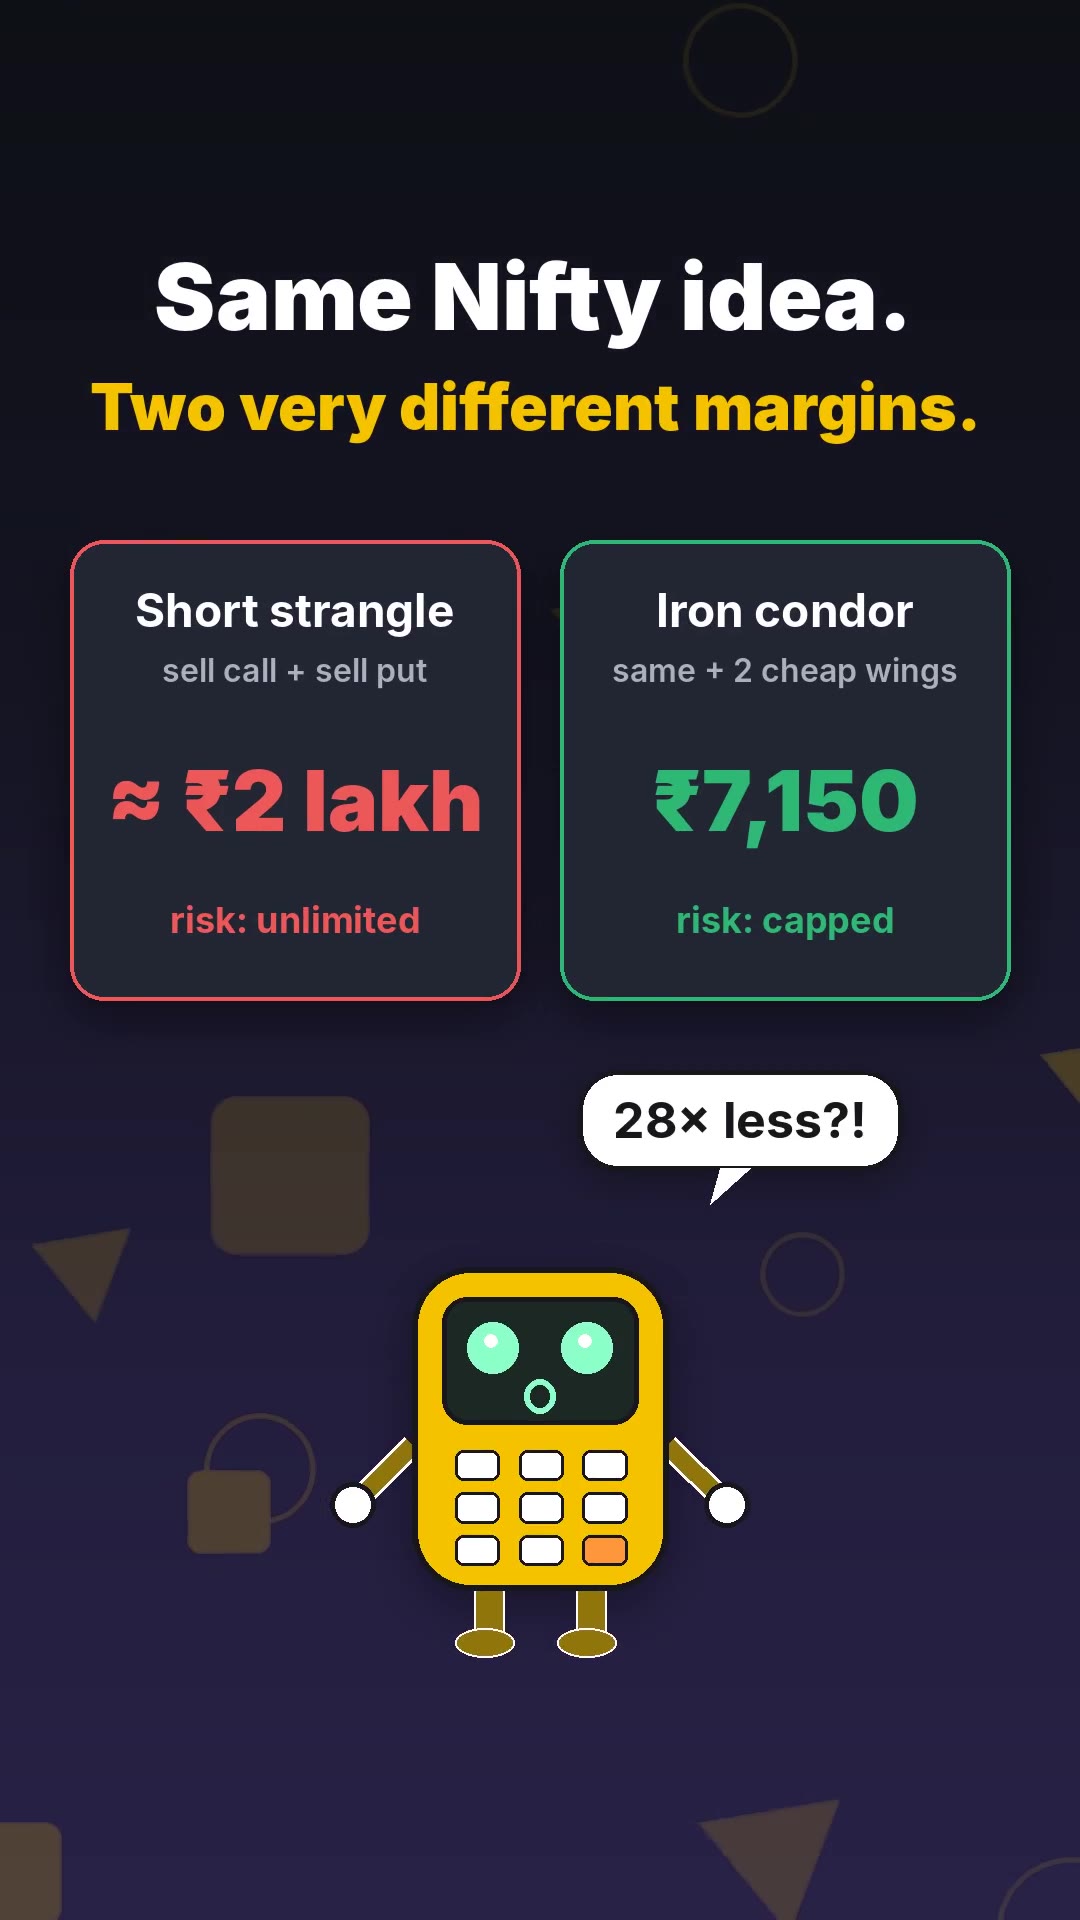 Same Nifty idea.
Two very different margins.
Short strangle
sell call + sell put
≈ ₹2 lakh
risk: unlimited
Iron condor
same + 2 cheap wings
₹7,150
risk: capped
28× less?!